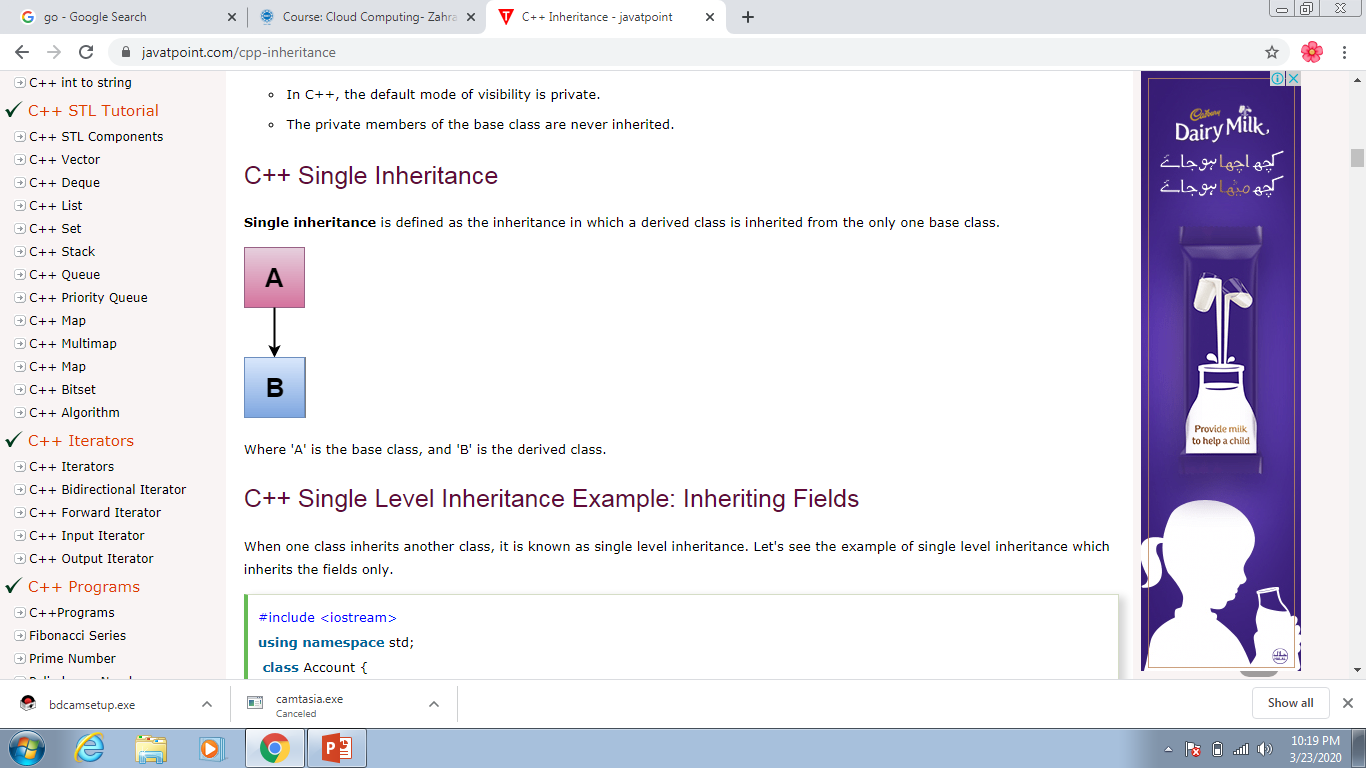 go - Google Search
Course: Cloud Computing- Zahra
C++ Inheritance - javatpoint
javatpoint.com/cpp-inheritance
C++ int to string
C++ STL Tutorial
C++ STL Components
C++ Vector
C++ Deque
C++ List
C++ Set
C++ Stack
C++ Queue
C++ Priority Queue
C++ Map
C++ Multimap
C++ Map
C++ Bitset
C++ Algorithm
C++ Iterators
C++ Iterators
C++ Bidirectional Iterator
C++ Forward Iterator
C++ Input Iterator
C++ Output Iterator
C++ Programs
C++Programs
Fibonacci Series
Prime Number
In C++, the default mode of visibility is private.
The private members of the base class are never inherited.
C++ Single Inheritance
Single inheritance is defined as the inheritance in which a derived class is inherited from the only one base class.
A
B
Where 'A' is the base class, and 'B' is the derived class.
C++ Single Level Inheritance Example: Inheriting Fields
When one class inherits another class, it is known as single level inheritance. Let's see the example of single level inheritance which
inherits the fields only.
#include <iostream>
using namespace std;
class Account {
Cadbury
Dairy Milk
کچھ اچھا ہو جائے
کچھ میٹھا ہو جائے
Provide milk
to help a child
bdcamsetup.exe
camtasia.exe
Canceled
Show all
10:19 PM
3/23/2020